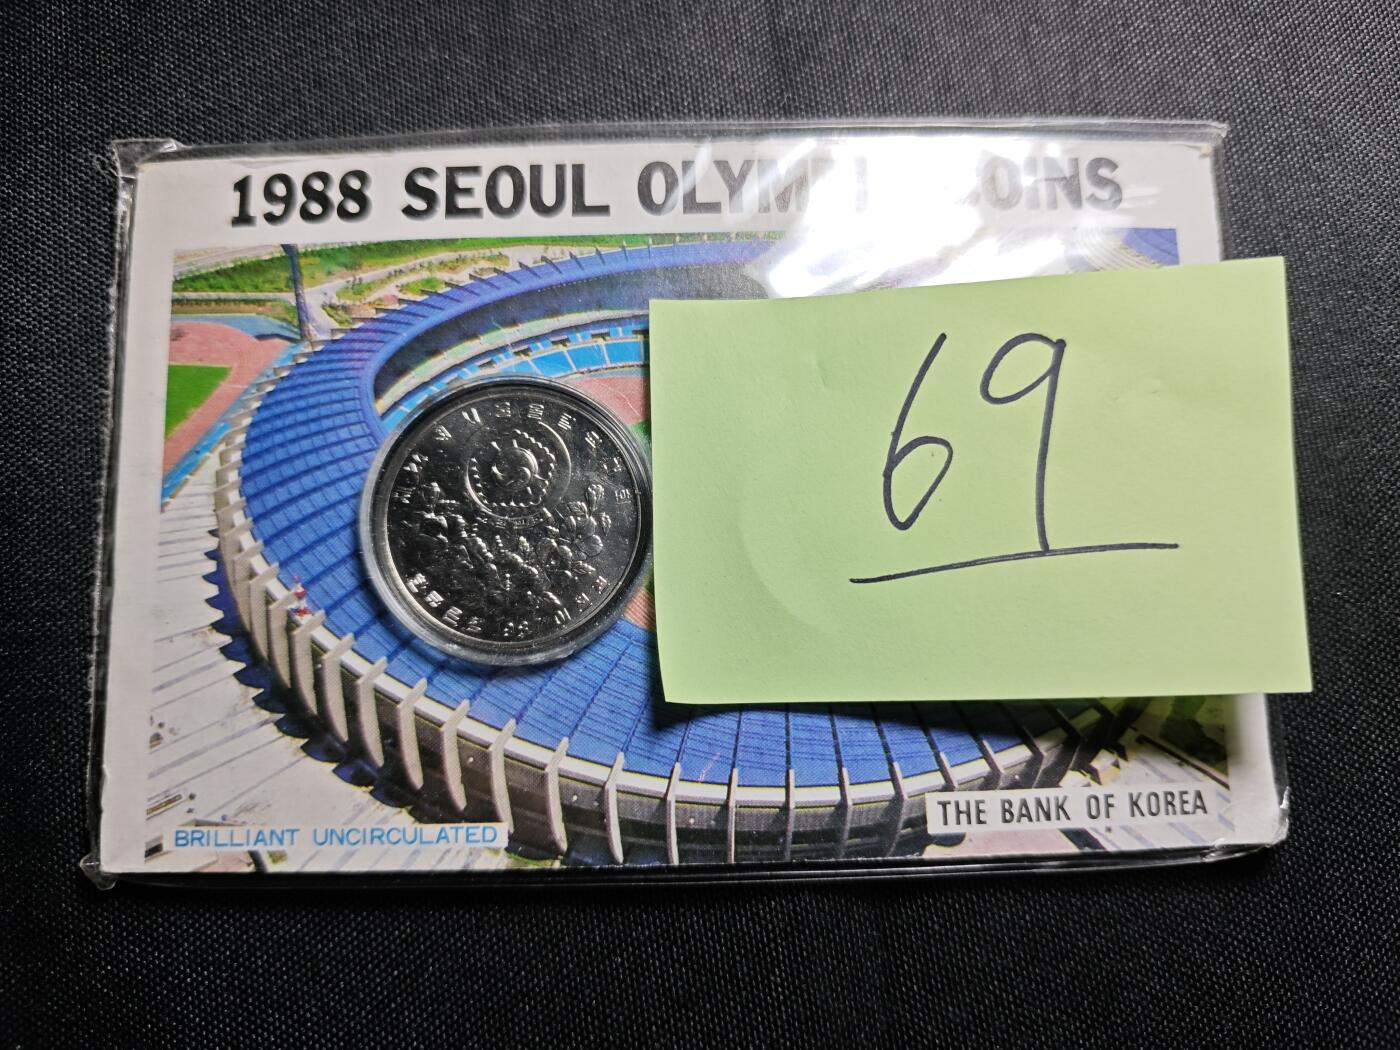 1988 SEOUL OLYM COINS
69
THE BANK OF KOREA
BRILLIANT UNCIRCULATED